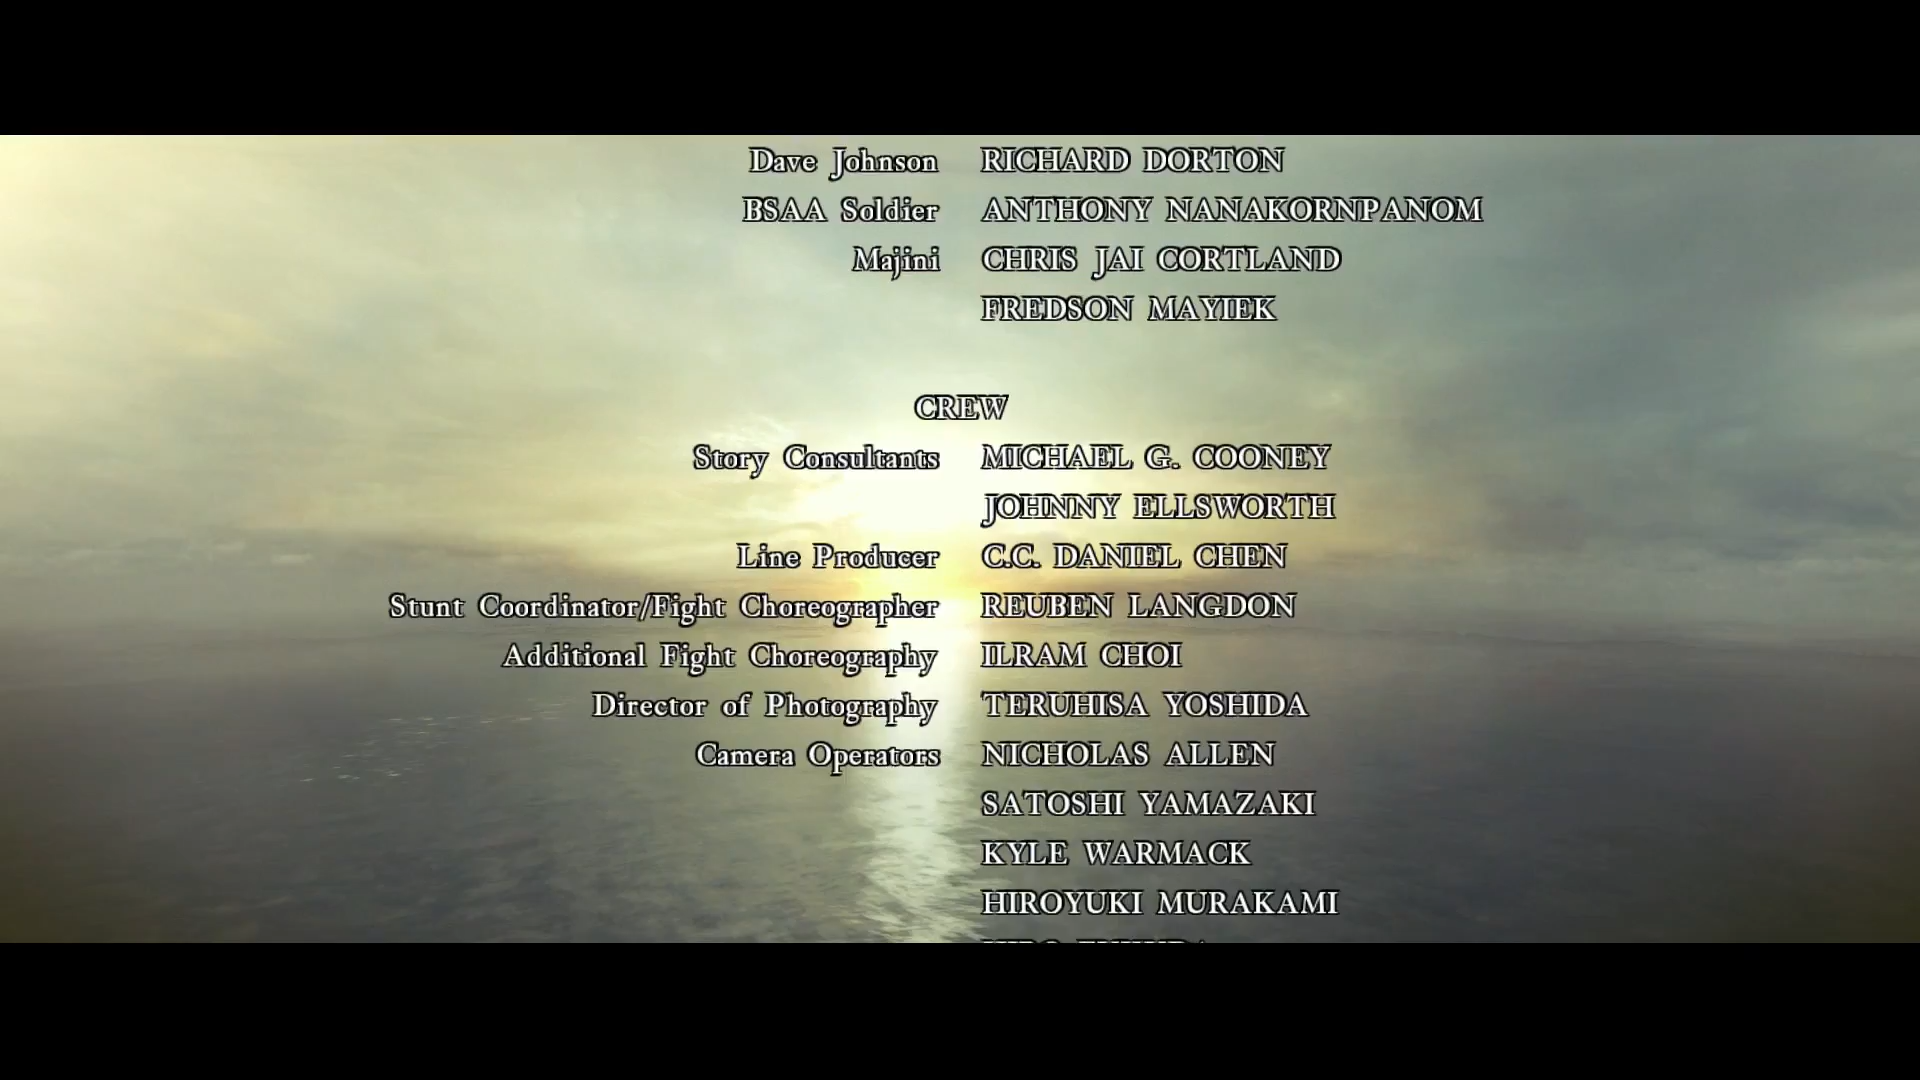 Dave Johnson RICHARD DORTON
BSAA Soldier ANTHONY NANAKORNPANOM
Majini CHRIS JAI CORTLAND
FREDSON MAYIEK
CREW
Story Consultants MICHAEL G. COONEY
JOHNNY ELLSWORTH
Line Producer C.C. DANIEL CHEN
Stunt Coordinator/Fight Choreographer REUBEN LANGDON
Additional Fight Choreography ILRAM CHOI
Director of Photography TERUHISA YOSHIDA
Camera Operators NICHOLAS ALLEN
SATOSHI YAMAZAKI
KYLE WARMACK
HIROYUKI MURAKAMI